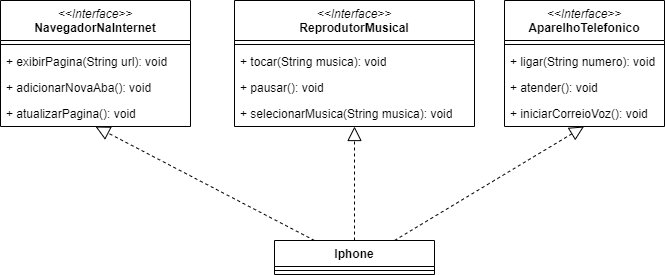 <<Interface>>
NavegadorNaInternet
+ exibirPagina(String url): void
+ adicionarNovaAba(): void
+ atualizarPagina(): void
<<Interface>>
ReprodutorMusical
+ tocar(String musica): void
+ pausar(): void
+ selecionarMusica(String musica): void
<<Interface>>
AparelhoTelefonico
+ ligar(String numero): void
+ atender(): void
+ iniciarCorreioVoz(): void
Iphone